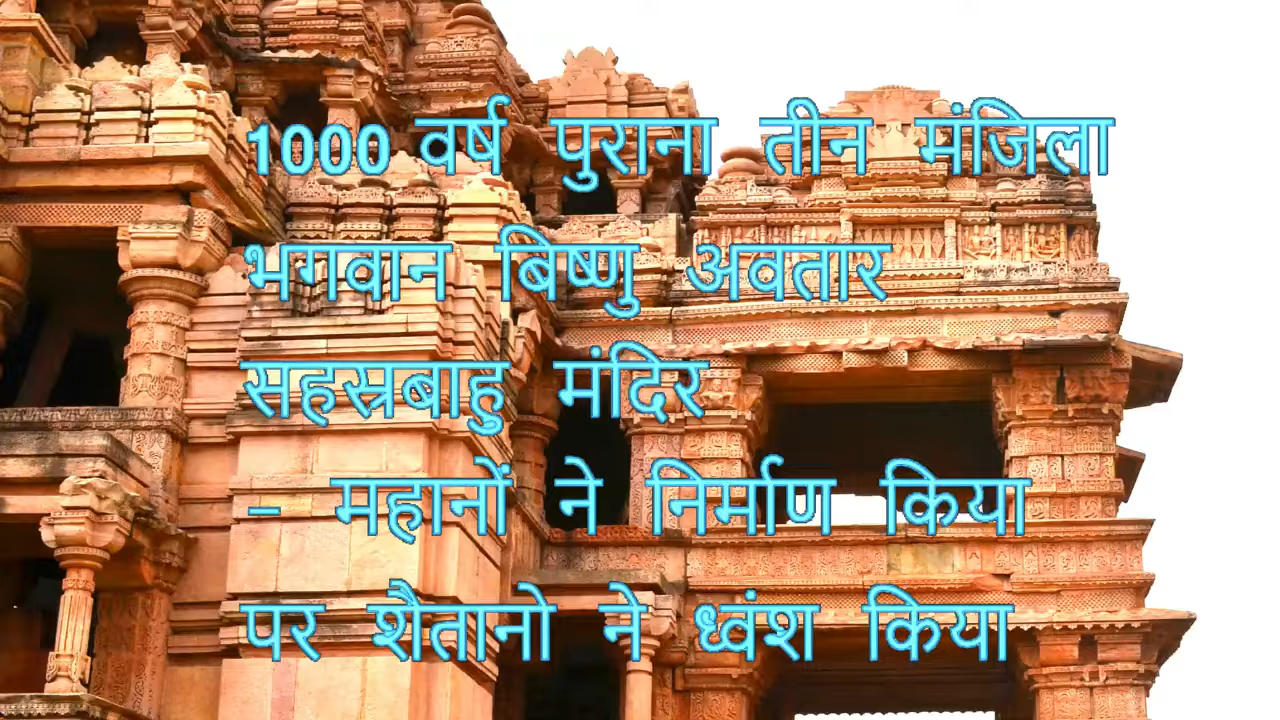 1000 वर्ष पुराना तीन मंजिला
भगवान बिष्णु अवतार
सहस्रबाहु मंदिर
– महानों ने निर्माण किया
पर शैतानो ने ध्वंश किया